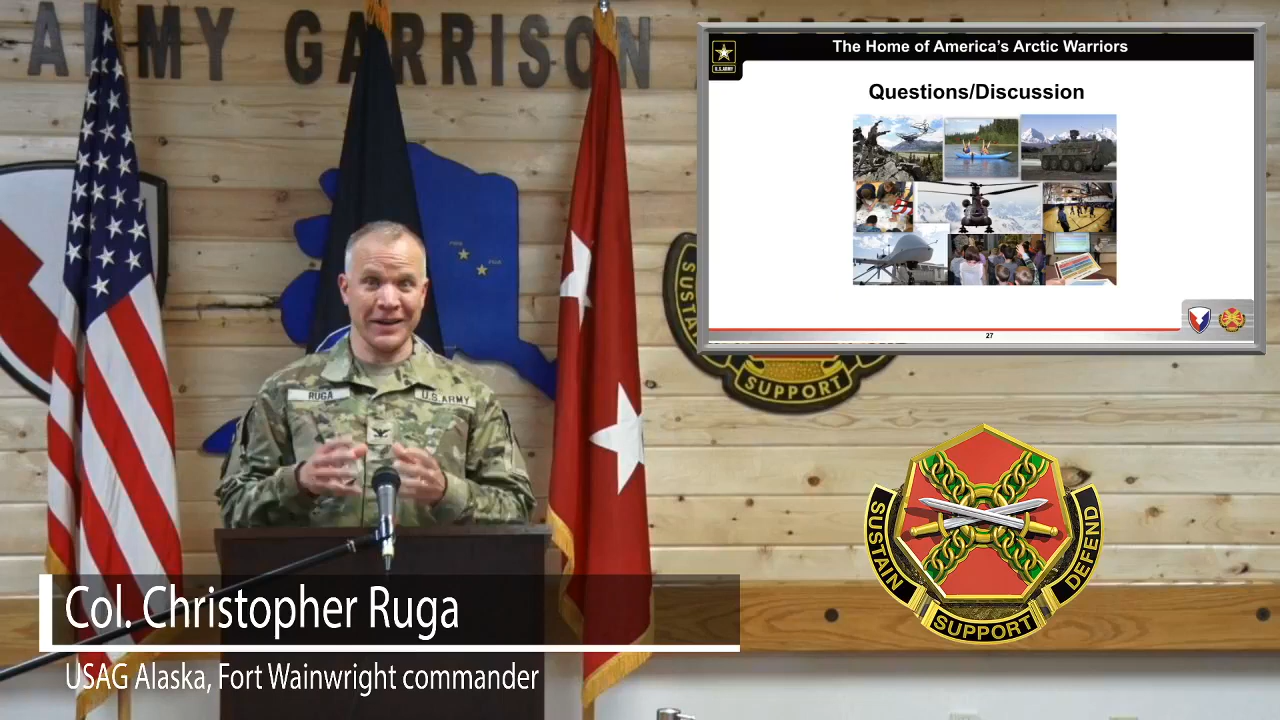 ARMY GARRISON
The Home of America's Arctic Warriors
U.S. ARMY
Questions/Discussion
27
RUGA
U.S. ARMY
SUPPORT
SUSTAIN
DEFEND
SUPPORT
Col. Christopher Ruga
USAG Alaska, Fort Wainwright commander